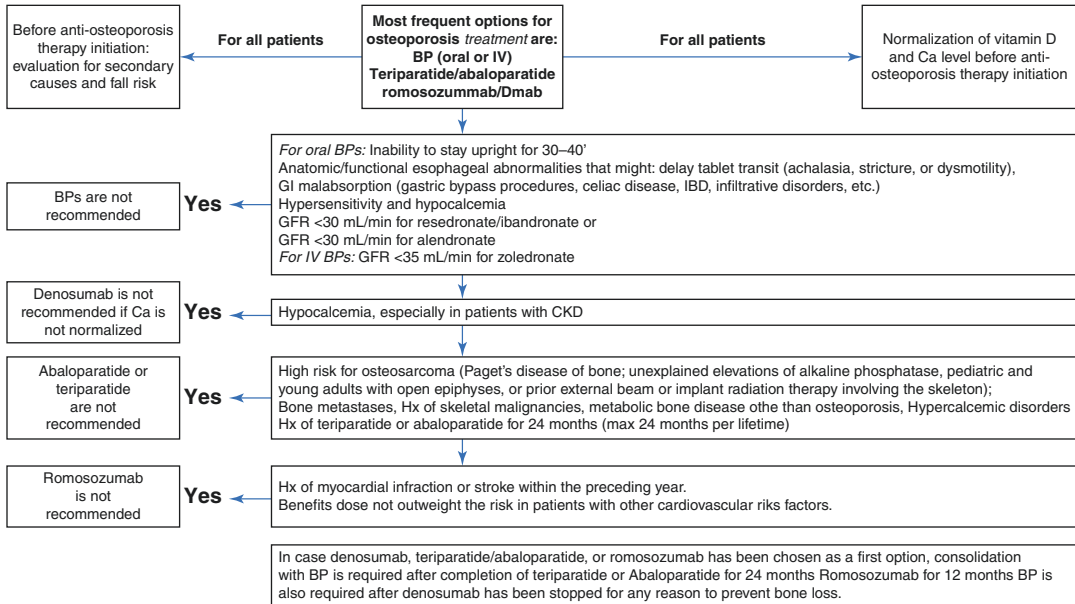 Before anti-osteoporosis
therapy initiation:
evaluation for secondary
causes and fall risk
For all patients
Most frequent options for
osteoporosis treatment are:
BP (oral or IV)
Teriparatide/abaloparatide
romosozummab/Dmab
For all patients
Normalization of vitamin D
and Ca level before anti-
osteoporosis therapy initiation
BPs are not
recommended
Yes
For oral BPs: Inability to stay upright for 30–40’
Anatomic/functional esophageal abnormalities that might: delay tablet transit (achalasia, stricture, or dysmotility),
GI malabsorption (gastric bypass procedures, celiac disease, IBD, infiltrative disorders, etc.)
Hypersensitivity and hypocalcemia
GFR <30 mL/min for resedronate/ibandronate or
GFR <30 mL/min for alendronate
For IV BPs: GFR <35 mL/min for zoledronate
Denosumab is not
recommended if Ca is
not normalized
Yes
Hypocalcemia, especially in patients with CKD
Abaloparatide or
teriparatide
are not
recommended
Yes
High risk for osteosarcoma (Paget’s disease of bone; unexplained elevations of alkaline phosphatase, pediatric and
young adults with open epiphyses, or prior external beam or implant radiation therapy involving the skeleton);
Bone metastases, Hx of skeletal malignancies, metabolic bone disease othe than osteoporosis, Hypercalcemic disorders
Hx of teriparatide or abaloparatide for 24 months (max 24 months per lifetime)
Romosozumab
is not
recommended
Yes
Hx of myocardial infraction or stroke within the preceding year.
Benefits dose not outweight the risk in patients with other cardiovascular riks factors.
In case denosumab, teriparatide/abaloparatide, or romosozumab has been chosen as a first option, consolidation
with BP is required after completion of teriparatide or Abaloparatide for 24 months Romosozumab for 12 months BP is
also required after denosumab has been stopped for any reason to prevent bone loss.